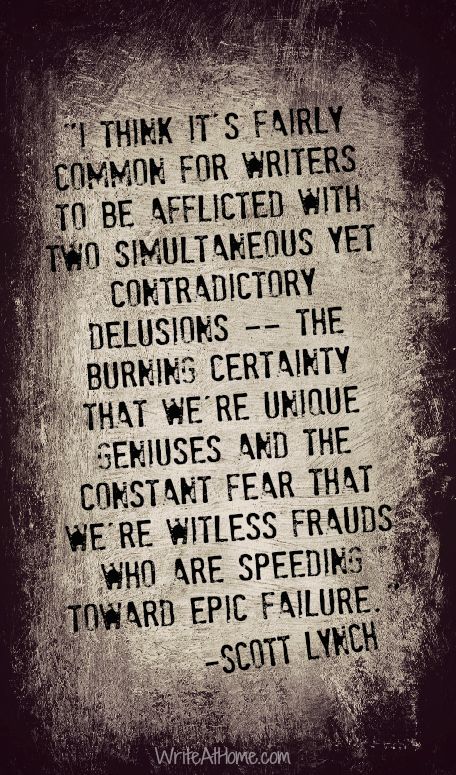 "I THINK IT'S FAIRLY
COMMON FOR WRITERS
TO BE AFFLICTED WITH
TWO SIMULTANEOUS YET
CONTRADICTORY
DELUSIONS -- THE
BURNING CERTAINTY
THAT WE'RE UNIQUE
GENIUSES AND THE
CONSTANT FEAR THAT
WE'RE WITLESS FRAUDS
WHO ARE SPEEDING
TOWARD EPIC FAILURE."
-SCOTT LYNCH
WriteAtHome.com